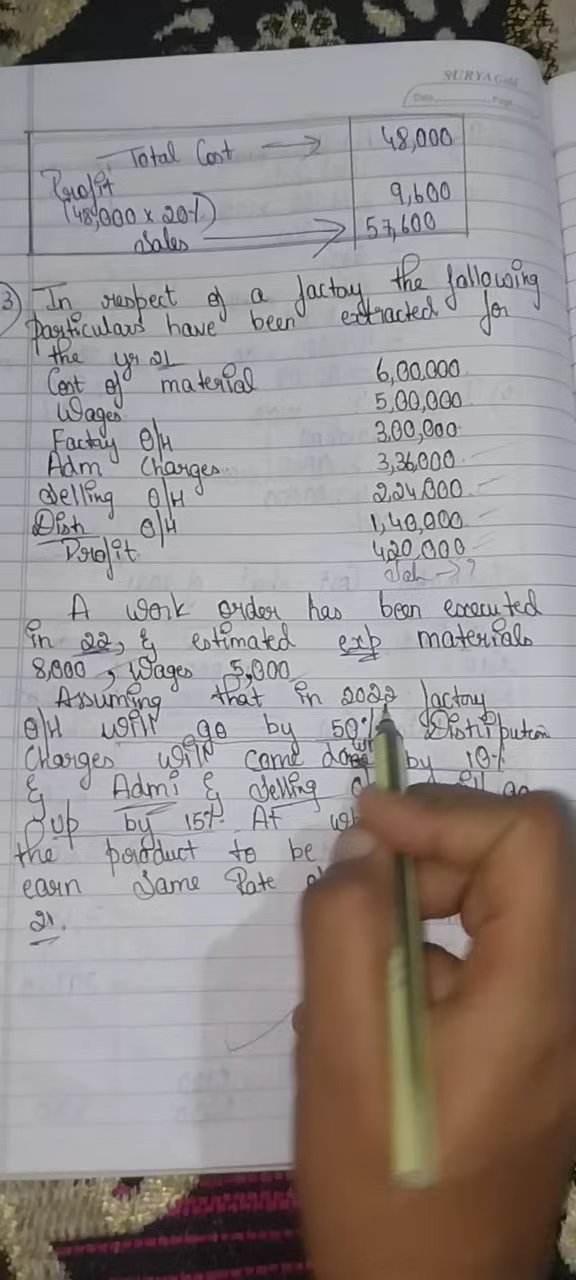 SURYA Gold
Date Page
Total Cost → 48,000
Profit
(48,000 x 20%) 9,600
Sales → 57,600
3) In respect of a factory the following
particulars have been extracted for
the yr 21
Cost of material 6,00,000
Wages 5,00,000
Factory O/H 3,00,000
Adm Charges 3,36,000
Selling O/H 2,24,000
Dist O/H 1,40,000
Profit 420,000
A work order has been executed
in 22, & estimated exp materials
8,000, Wages 5,000
Assuming that in 2022 factory
O/H will go by 50% Distribution
Charges will come down by 10%
& Admi & Selling
up by 15%. At
the product to be
earn Same Rate
21.